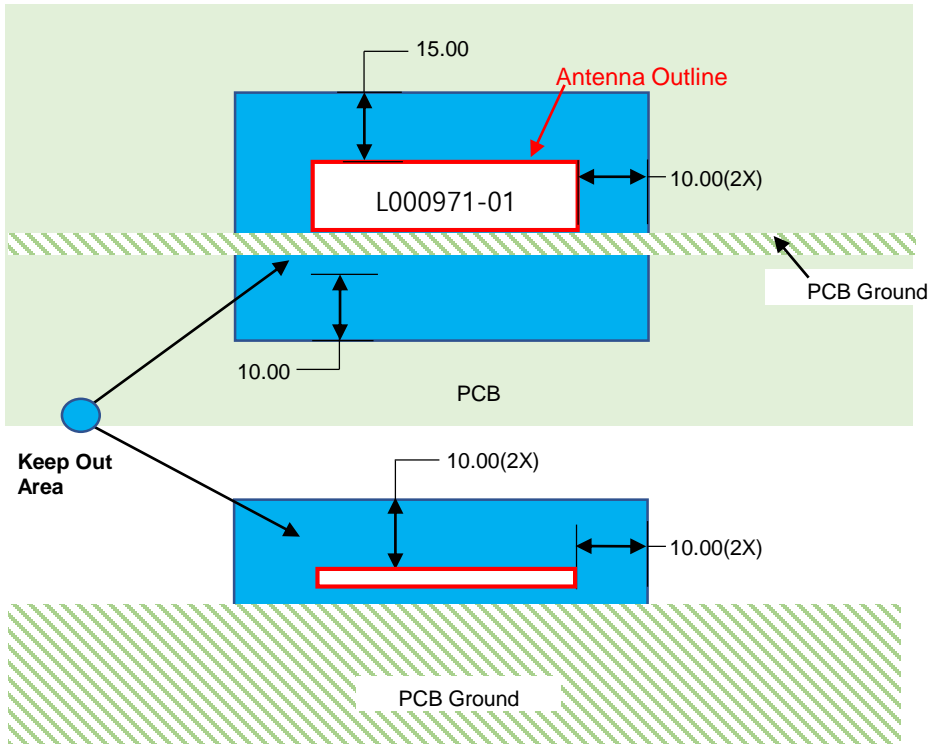 15.00
Antenna Outline
10.00(2X)
L000971-01
PCB Ground
10.00
PCB
Keep Out
Area
10.00(2X)
10.00(2X)
PCB Ground